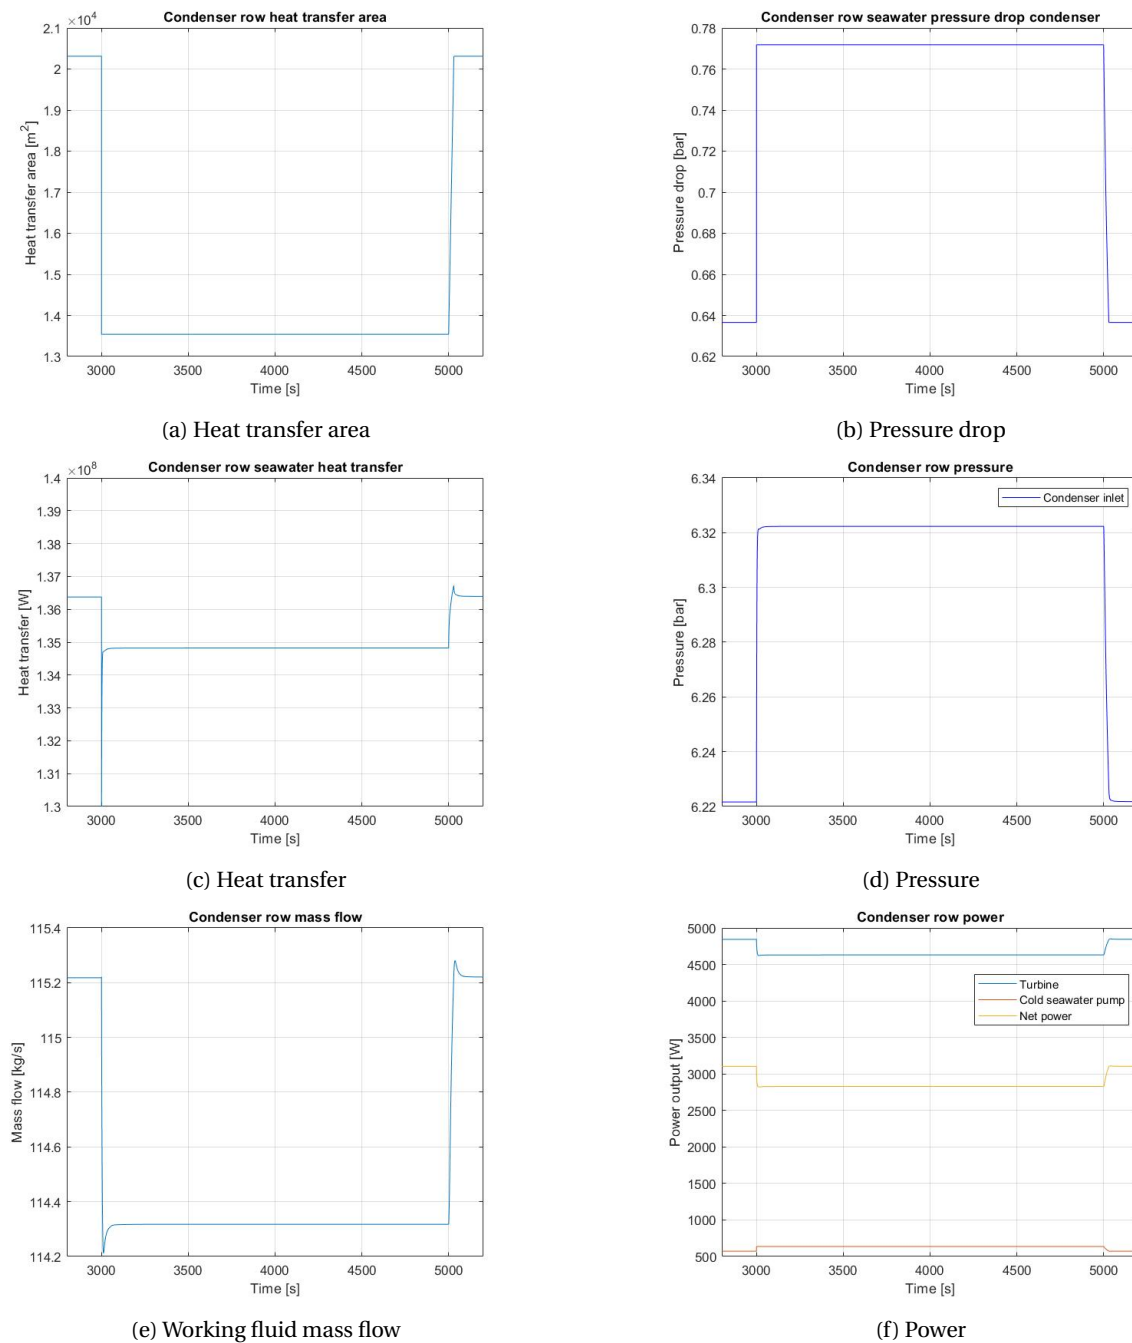 Condenser row heat transfer area
×10^4
2.1
2
1.9
1.8
1.7
1.6
1.5
1.4
1.3
Heat transfer area [m^2]
3000 3500 4000 4500 5000
Time [s]
(a) Heat transfer area
Condenser row seawater pressure drop condenser
0.78
0.76
0.74
0.72
0.7
0.68
0.66
0.64
0.62
Pressure drop [bar]
3000 3500 4000 4500 5000
Time [s]
(b) Pressure drop
Condenser row seawater heat transfer
×10^8
1.4
1.39
1.38
1.37
1.36
1.35
1.34
1.33
1.32
1.31
1.3
Heat transfer [W]
3000 3500 4000 4500 5000
Time [s]
(c) Heat transfer
Condenser row pressure
Condenser inlet
6.34
6.32
6.3
6.28
6.26
6.24
6.22
Pressure [bar]
3000 3500 4000 4500 5000
Time [s]
(d) Pressure
Condenser row mass flow
115.4
115.2
115
114.8
114.6
114.4
114.2
Mass flow [kg/s]
3000 3500 4000 4500 5000
Time [s]
(e) Working fluid mass flow
Condenser row power
Turbine
Cold seawater pump
Net power
5000
4500
4000
3500
3000
2500
2000
1500
1000
500
Power output [W]
3000 3500 4000 4500 5000
Time [s]
(f) Power